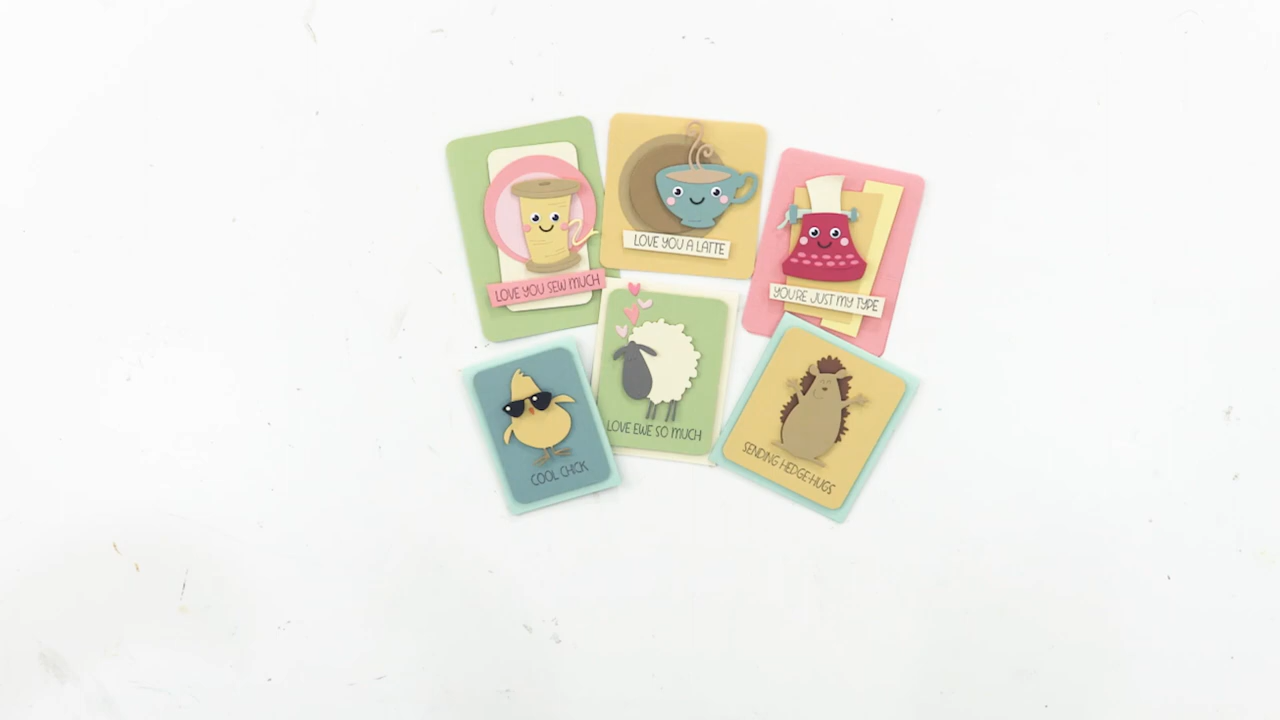 LOVE YOU SEW MUCH
LOVE YOU A LATTE
YOU'RE JUST MY TYPE
COOL CHICK
LOVE EWE SO MUCH
SENDING HEDGE-HUGS